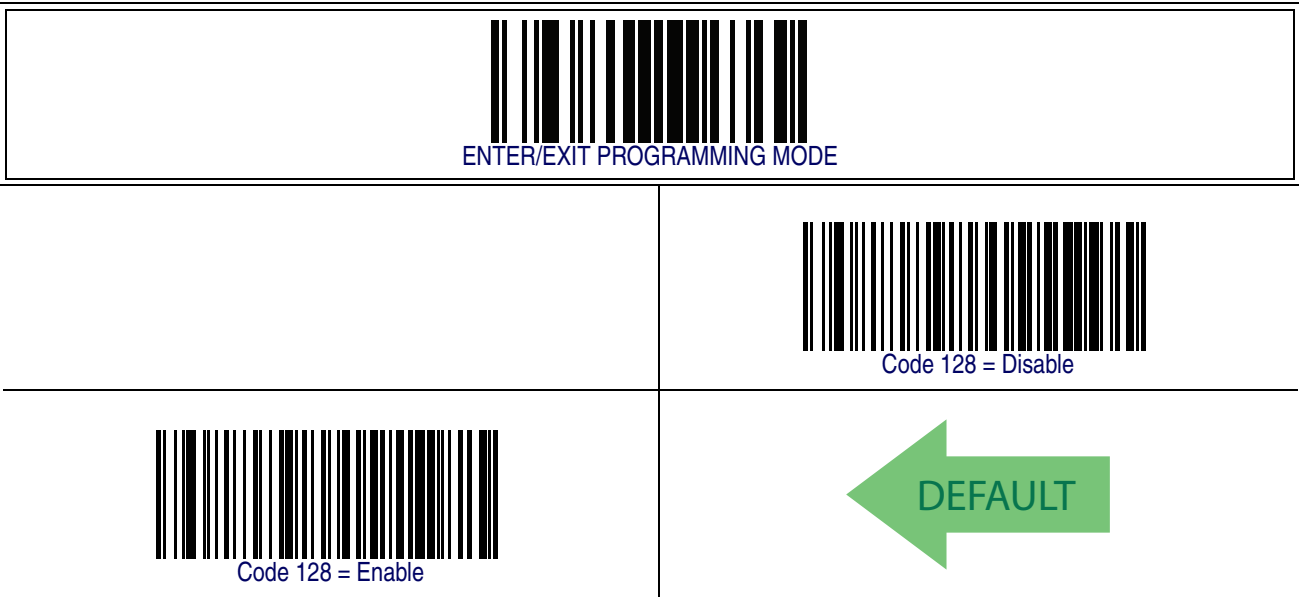 ENTER/EXIT PROGRAMMING MODE
Code 128 = Disable
Code 128 = Enable
DEFAULT